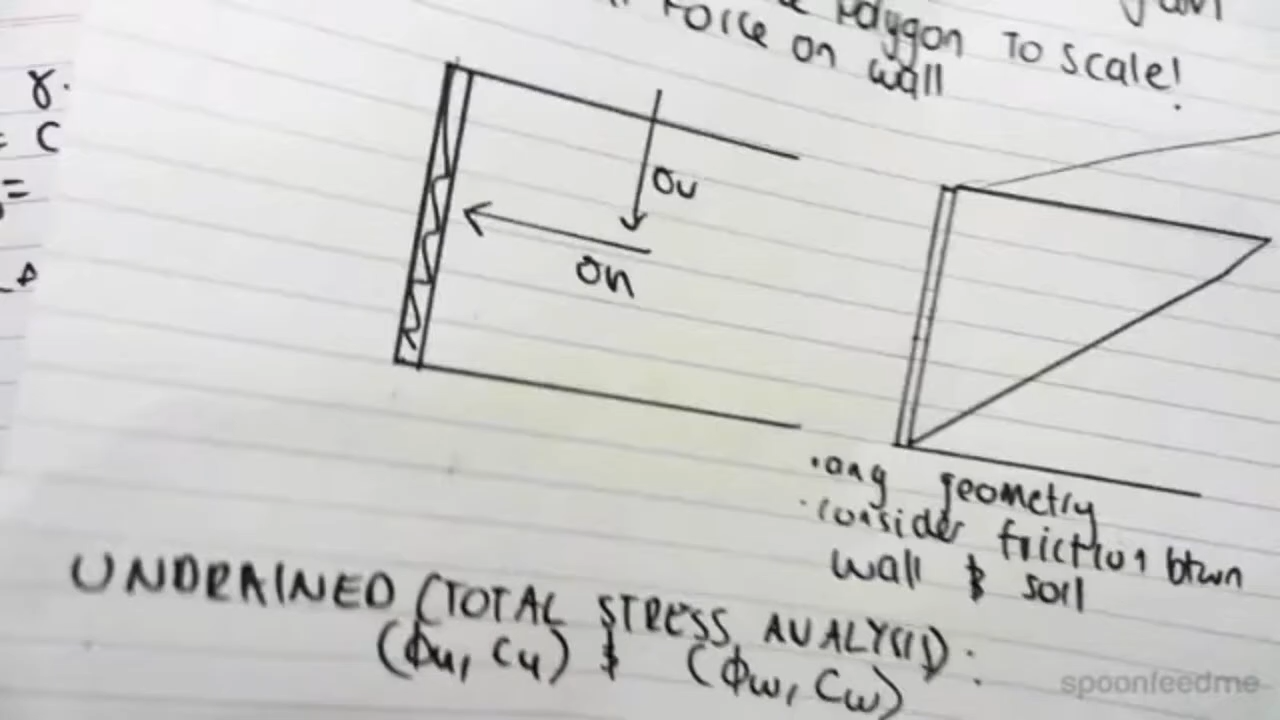 Polygon TO Scale!
Force on wall
γ.
= C
=
σv
σn
• any geometry
• consider friction btwn
wall & soil
UNDRAINED (TOTAL STRESS ANALYSIS):
(ϕu, Cu) & (ϕw, Cw)
spoonfeedme